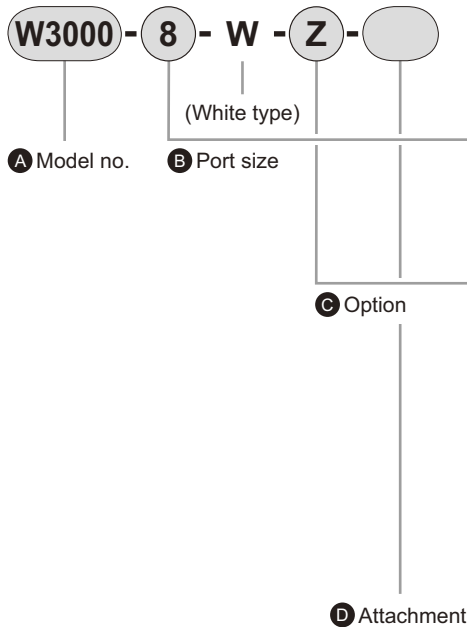 W3000 - 8 - W - Z -
(White type)
A Model no. B Port size
C Option
D Attachment